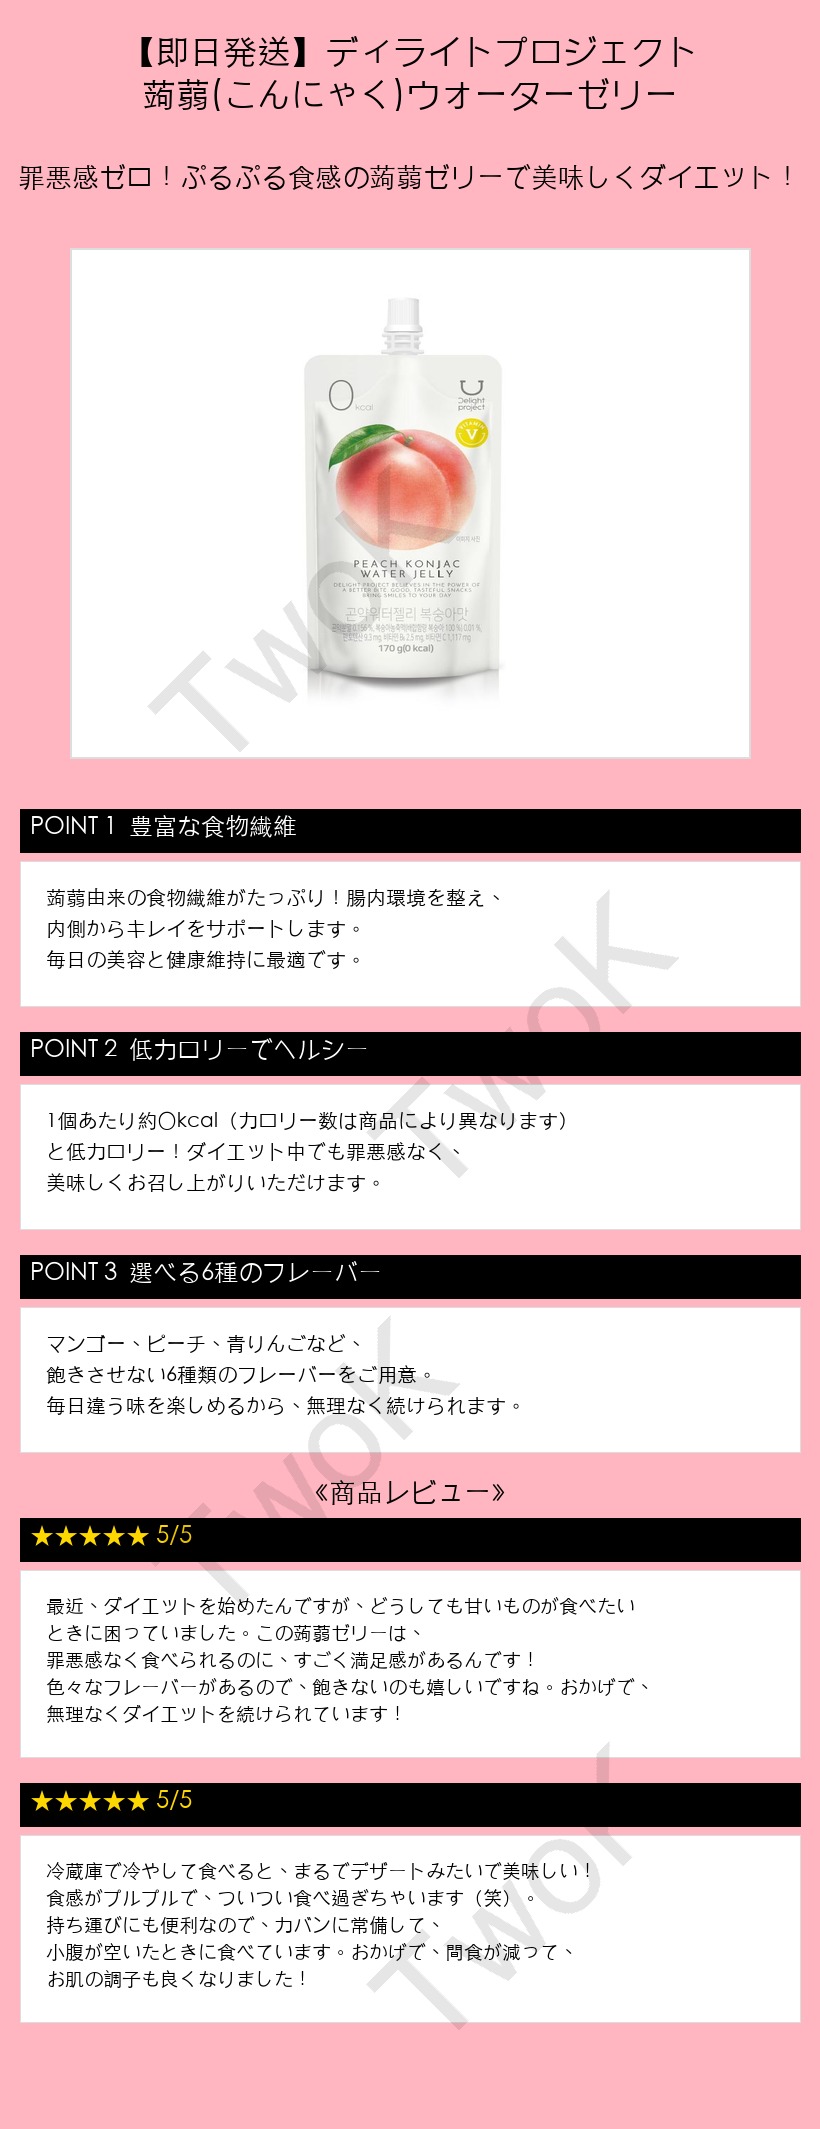 【即日発送】ディライトプロジェクト
蒟蒻(こんにゃく)ウォーターゼリー
罪悪感ゼロ！ぷるぷる食感の蒟蒻ゼリーで美味しくダイエット！
0 kcal
Delight
project
VITAMIN
V
이미지 사진
PEACH KONJAC
WATER JELLY
DELIGHT PROJECT BELIEVES IN THE POWER OF
A BETTER BITE. GOOD, TASTEFUL SNACKS
BRING SMILES TO YOUR DAY
곤약워터젤리 복숭아맛
170 g(0 kcal)
TwoK
POINT 1 豊富な食物繊維
蒟蒻由来の食物繊維がたっぷり！腸内環境を整え、
内側からキレイをサポートします。
毎日の美容と健康維持に最適です。
TwoK
POINT 2 低カロリーでヘルシー
1個あたり約〇kcal（カロリー数は商品により異なります）
と低カロリー！ダイエット中でも罪悪感なく、
美味しくお召し上がりいただけます。
POINT 3 選べる6種のフレーバー
マンゴー、ピーチ、青りんごなど、
飽きさせない6種類のフレーバーをご用意。
毎日違う味を楽しめるから、無理なく続けられます。
TwoK
《商品レビュー》
★★★★★ 5/5
最近、ダイエットを始めたんですが、どうしても甘いものが食べたい
ときに困っていました。この蒟蒻ゼリーは、
罪悪感なく食べられるのに、すごく満足感があるんです！
色々なフレーバーがあるので、飽きないのも嬉しいですね。おかげで、
無理なくダイエットを続けられています！
★★★★★ 5/5
冷蔵庫で冷やして食べると、まるでデザートみたいで美味しい！
食感がプルプルで、ついつい食べ過ぎちゃいます（笑）。
持ち運びにも便利なので、カバンに常備して、
小腹が空いたときに食べています。おかげで、間食が減って、
お肌の調子も良くなりました！
TwoK